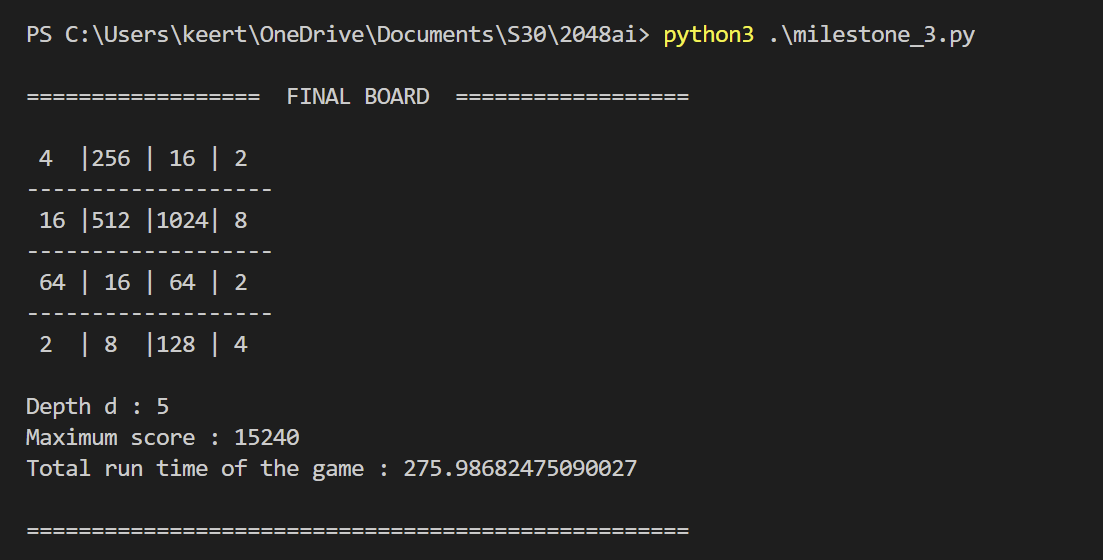 PS C:\Users\keert\OneDrive\Documents\S30\2048ai> python3 .\milestone_3.py
==================  FINAL BOARD  ==================
 4  |256 | 16 | 2
-------------------
 16 |512 |1024| 8
-------------------
 64 | 16 | 64 | 2
-------------------
 2  | 8  |128 | 4
Depth d : 5
Maximum score : 15240
Total run time of the game : 275.98682475090027
===================================================